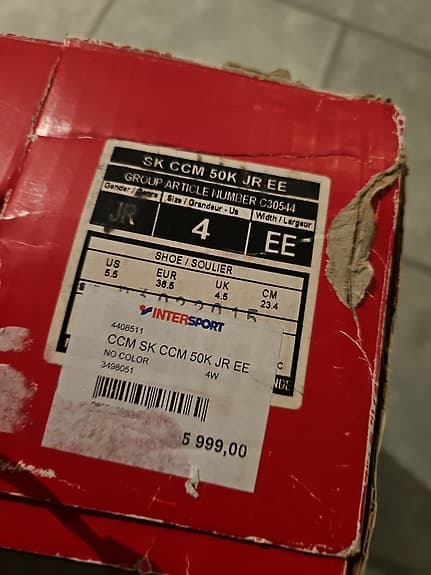 SK CCM 50K JR EE
GROUP ARTICLE NUMBER C30544
Gender / Genre Size / Grandeur - US Width / Largeur
JR 4 EE
SHOE / SOULIER
US EUR UK CM
5.5 38.5 4.5 23.4
INTERSPORT
4408511
CCM SK CCM 50K JR EE
NO COLOR 4W
3498051
5 999,00